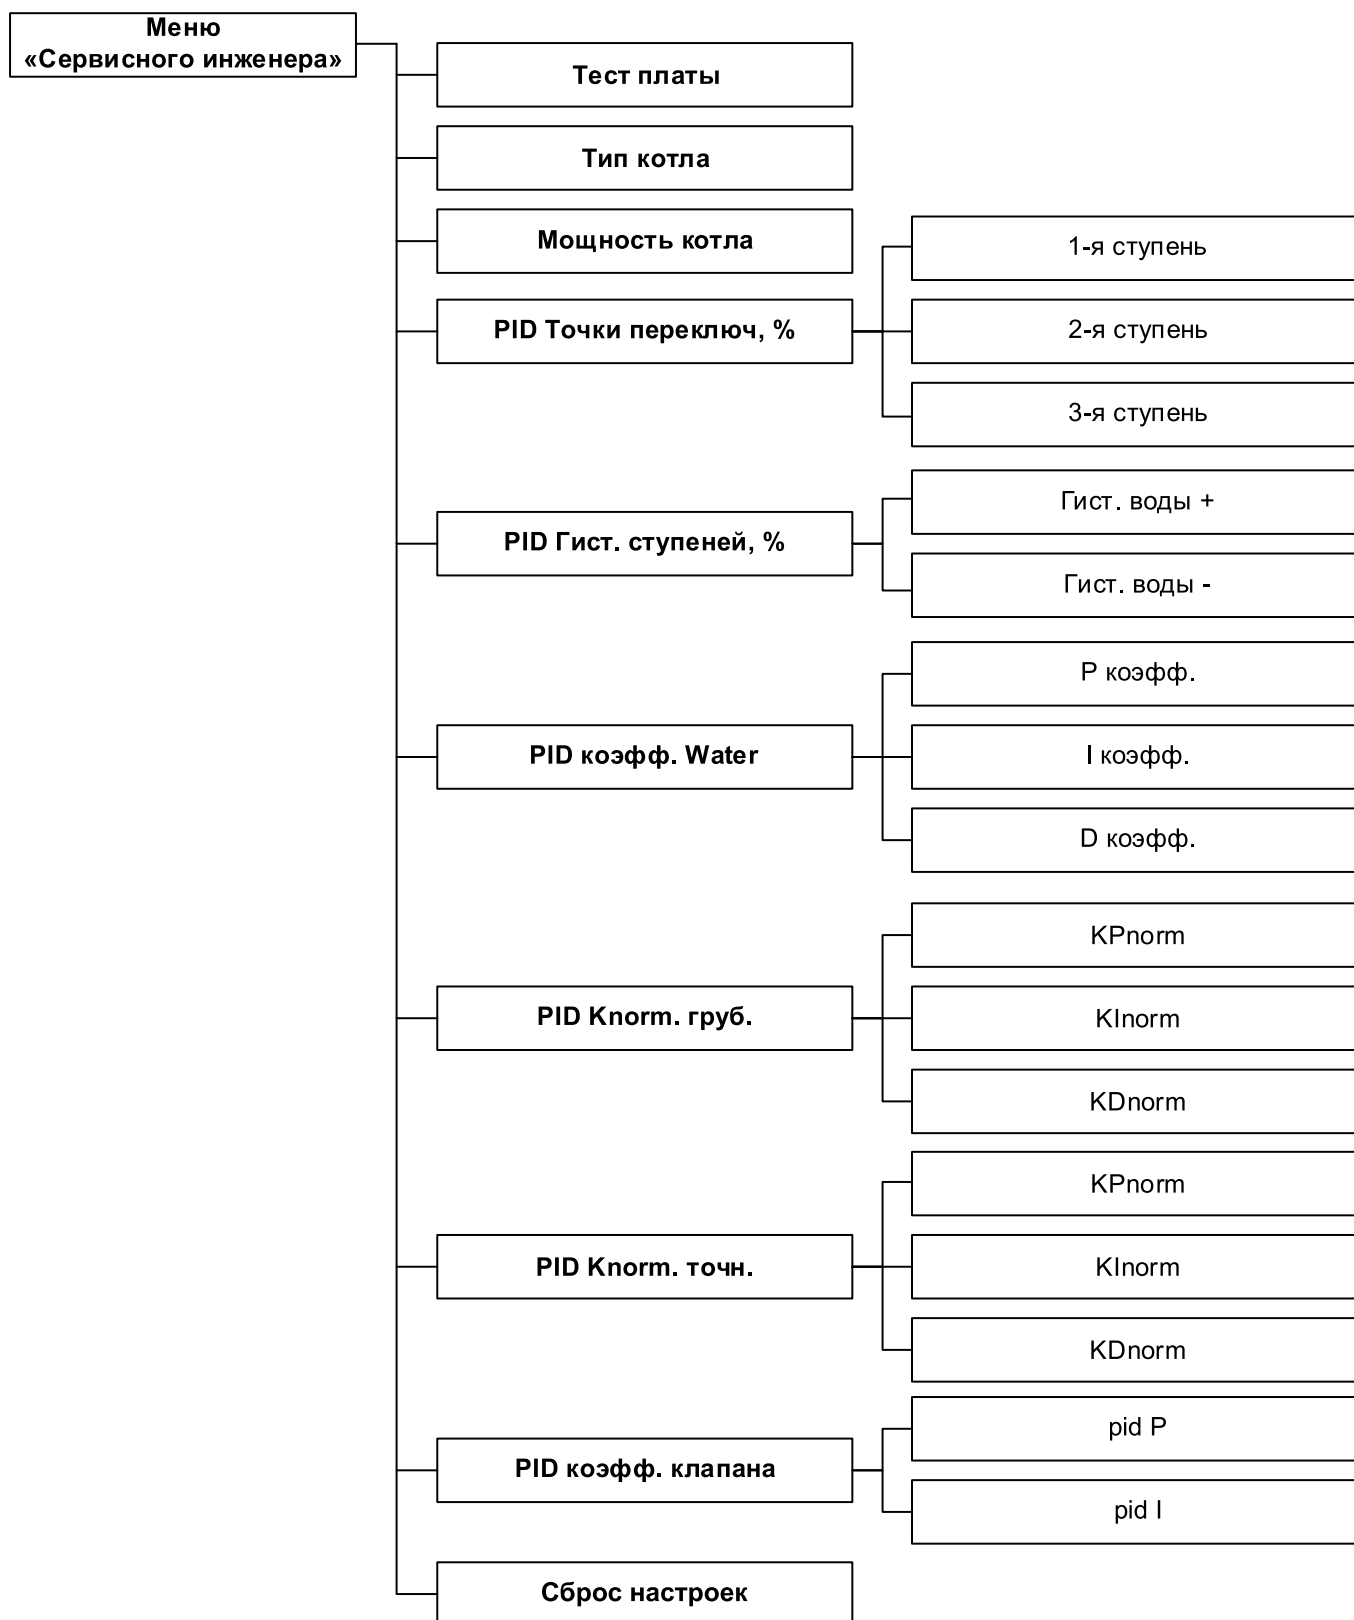 Меню
«Сервисного инженера»
Тест платы
Тип котла
Мощность котла
PID Точки переключ, %
1-я ступень
2-я ступень
3-я ступень
PID Гист. ступеней, %
Гист. воды +
Гист. воды -
PID коэфф. Water
P коэфф.
I коэфф.
D коэфф.
PID Knorm. груб.
KPnorm
KInorm
KDnorm
PID Knorm. точн.
KPnorm
KInorm
KDnorm
PID коэфф. клапана
pid P
pid I
Сброс настроек